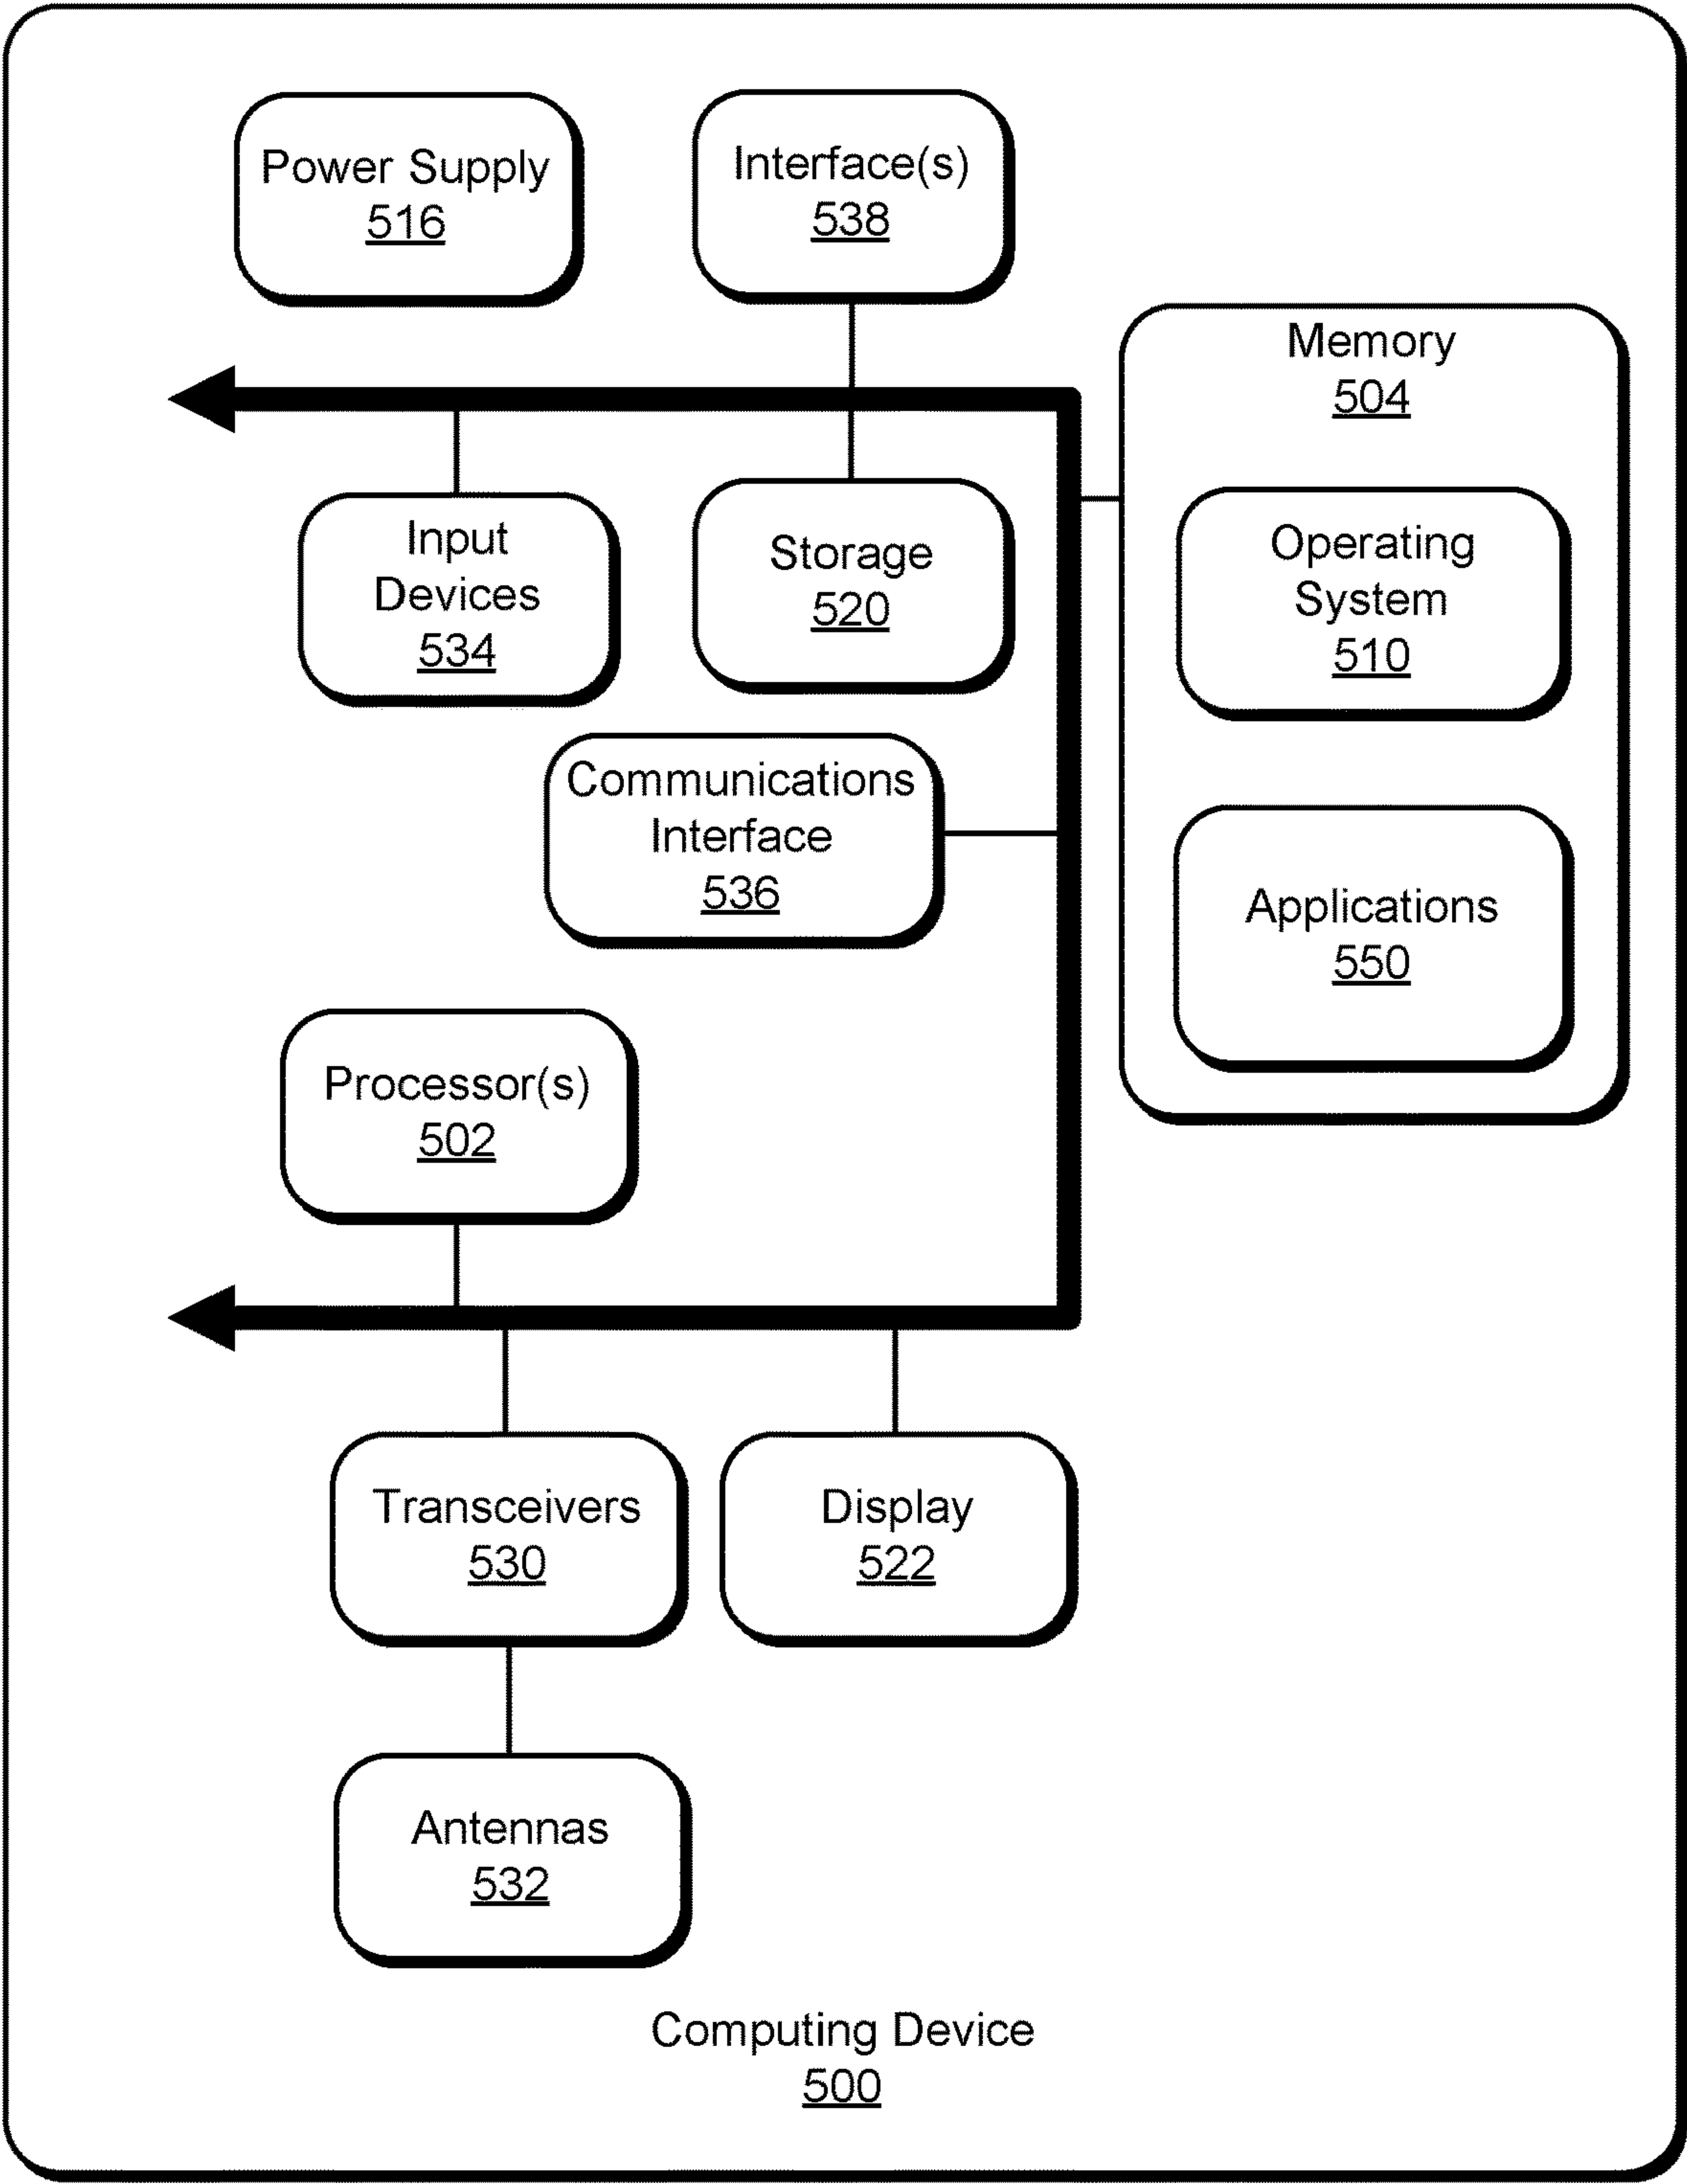 Power Supply
516
Interface(s)
538
Memory
504
Input
Devices
534
Storage
520
Operating
System
510
Communications
Interface
536
Applications
550
Processor(s)
502
Transceivers
530
Display
522
Antennas
532
Computing Device
500